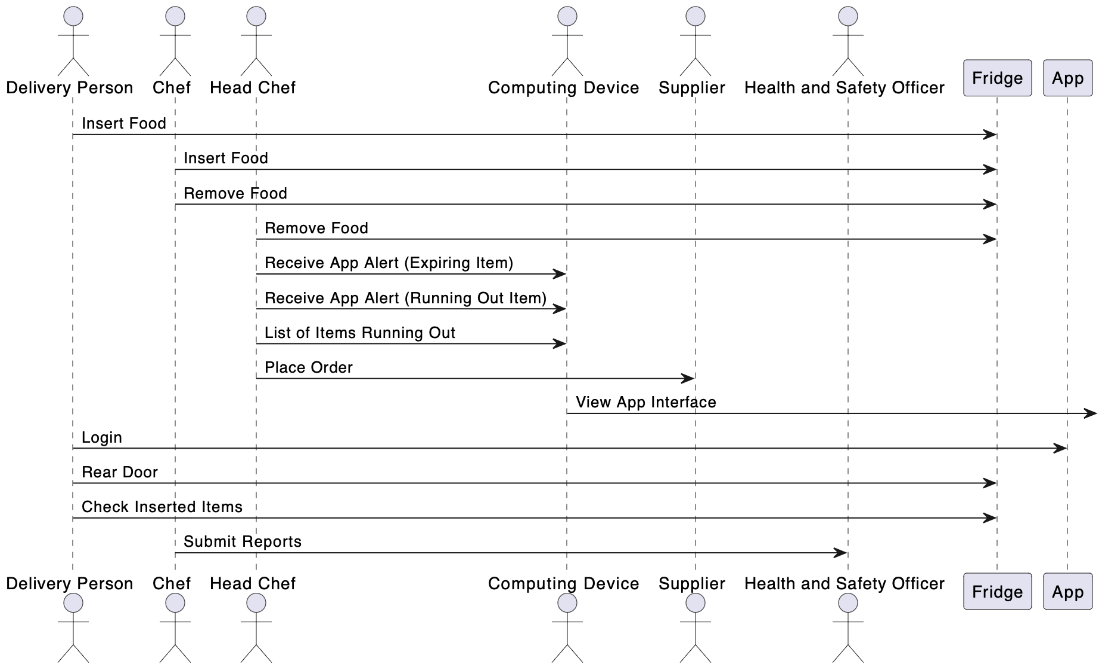 Delivery Person Chef Head Chef Computing Device Supplier Health and Safety Officer Fridge App
Insert Food
Insert Food
Remove Food
Remove Food
Receive App Alert (Expiring Item)
Receive App Alert (Running Out Item)
List of Items Running Out
Place Order
View App Interface
Login
Rear Door
Check Inserted Items
Submit Reports
Delivery Person Chef Head Chef Computing Device Supplier Health and Safety Officer Fridge App